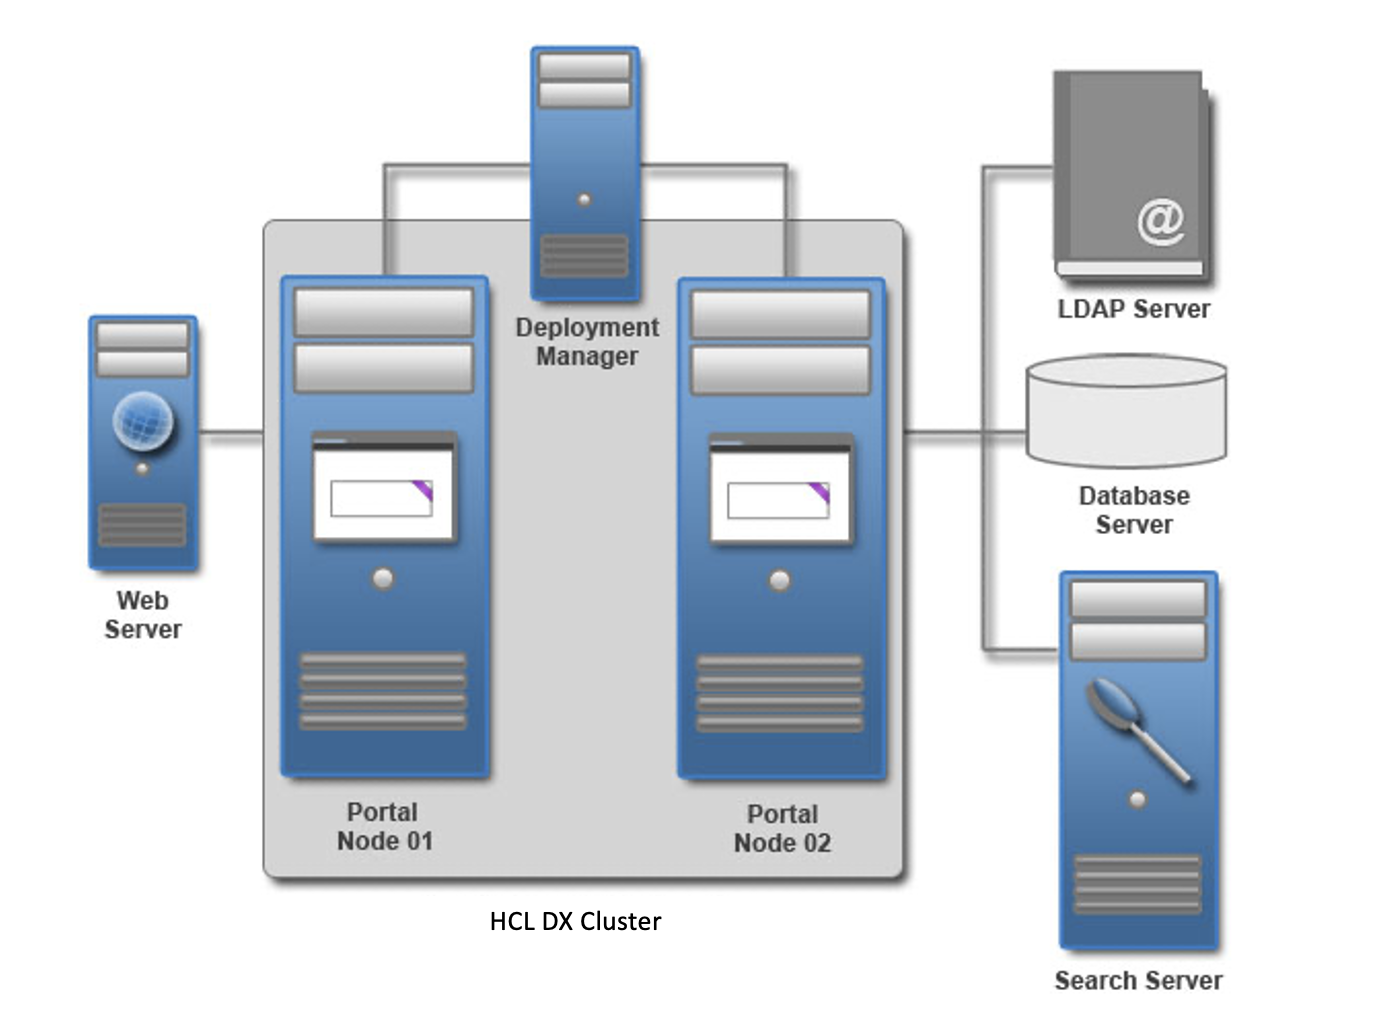 @
LDAP Server
Deployment
Manager
Database
Server
Web
Server
Portal
Node 01
Portal
Node 02
HCL DX Cluster
Search Server